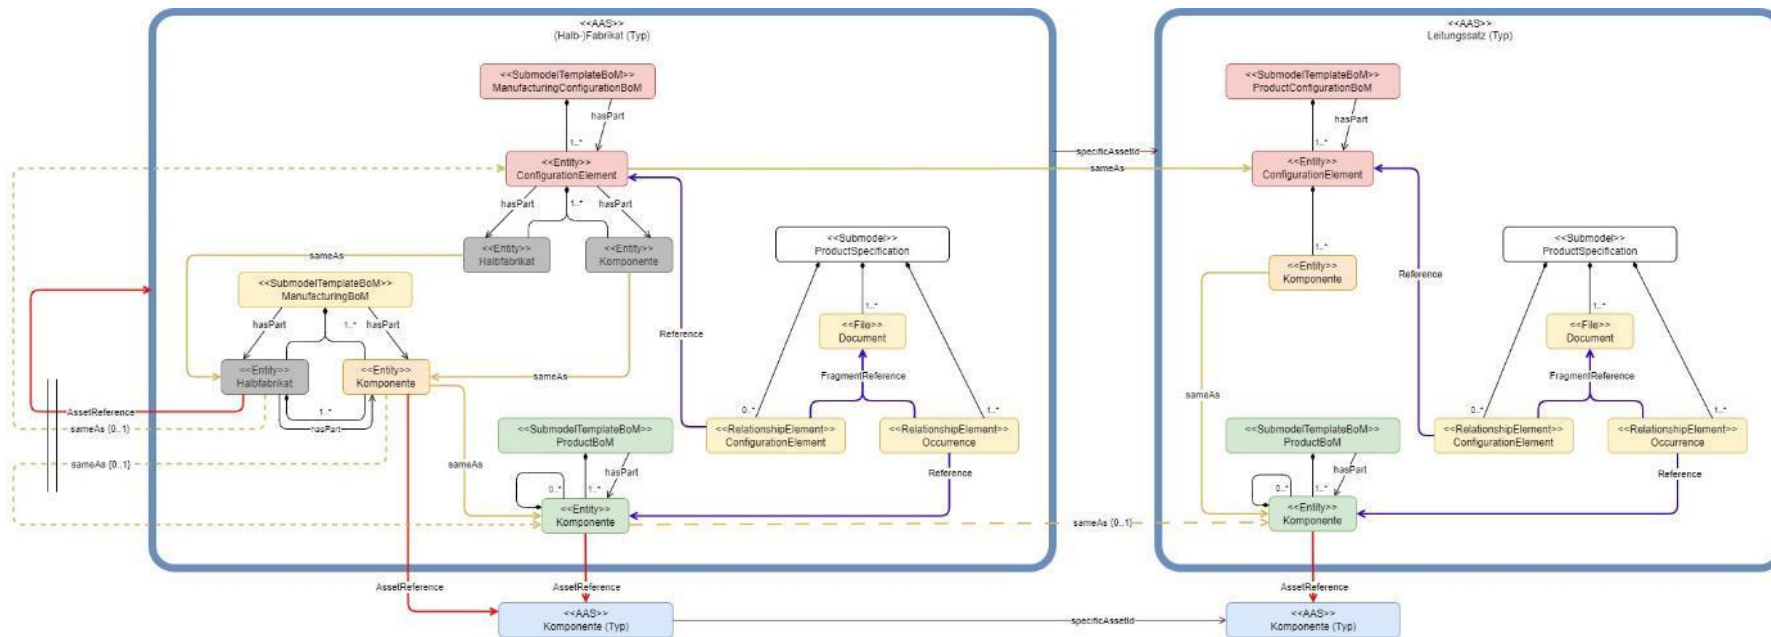 <<AAS>>
(Halb-)Fabrikat (Typ)
<<SubmodelTemplateBoM>>
ManufacturingConfigurationBoM
hasPart
1..*
<<Entity>>
ConfigurationElement
hasPart
1..*
hasPart
<<Entity>>
Halbfabrikat
<<Entity>>
Komponente
sameAs
<<SubmodelTemplateBoM>>
ManufacturingBoM
hasPart
1..*
hasPart
<<Entity>>
Halbfabrikat
<<Entity>>
Komponente
sameAs
1..*
hasPart
AssetReference
sameAs {0..1}
sameAs {0..1}
sameAs
<<Submodel>>
ProductSpecification
1..*
<<File>>
Document
Reference
FragmentReference
0..*
1..*
<<RelationshipElement>>
ConfigurationElement
<<RelationshipElement>>
Occurrence
Reference
<<SubmodelTemplateBoM>>
ProductBoM
hasPart
0..*
1..*
<<Entity>>
Komponente
AssetReference
AssetReference
<<AAS>>
Komponente (Typ)
specificAssetId
sameAs
sameAs {0..1}
specificAssetId
<<AAS>>
Leitungssatz (Typ)
<<SubmodelTemplateBoM>>
ProductConfigurationBoM
hasPart
1..*
<<Entity>>
ConfigurationElement
1..*
<<Entity>>
Komponente
sameAs
<<Submodel>>
ProductSpecification
Reference
1..*
<<File>>
Document
FragmentReference
0..*
1..*
<<RelationshipElement>>
ConfigurationElement
<<RelationshipElement>>
Occurrence
Reference
<<SubmodelTemplateBoM>>
ProductBoM
hasPart
0..*
1..*
<<Entity>>
Komponente
AssetReference
<<AAS>>
Komponente (Typ)